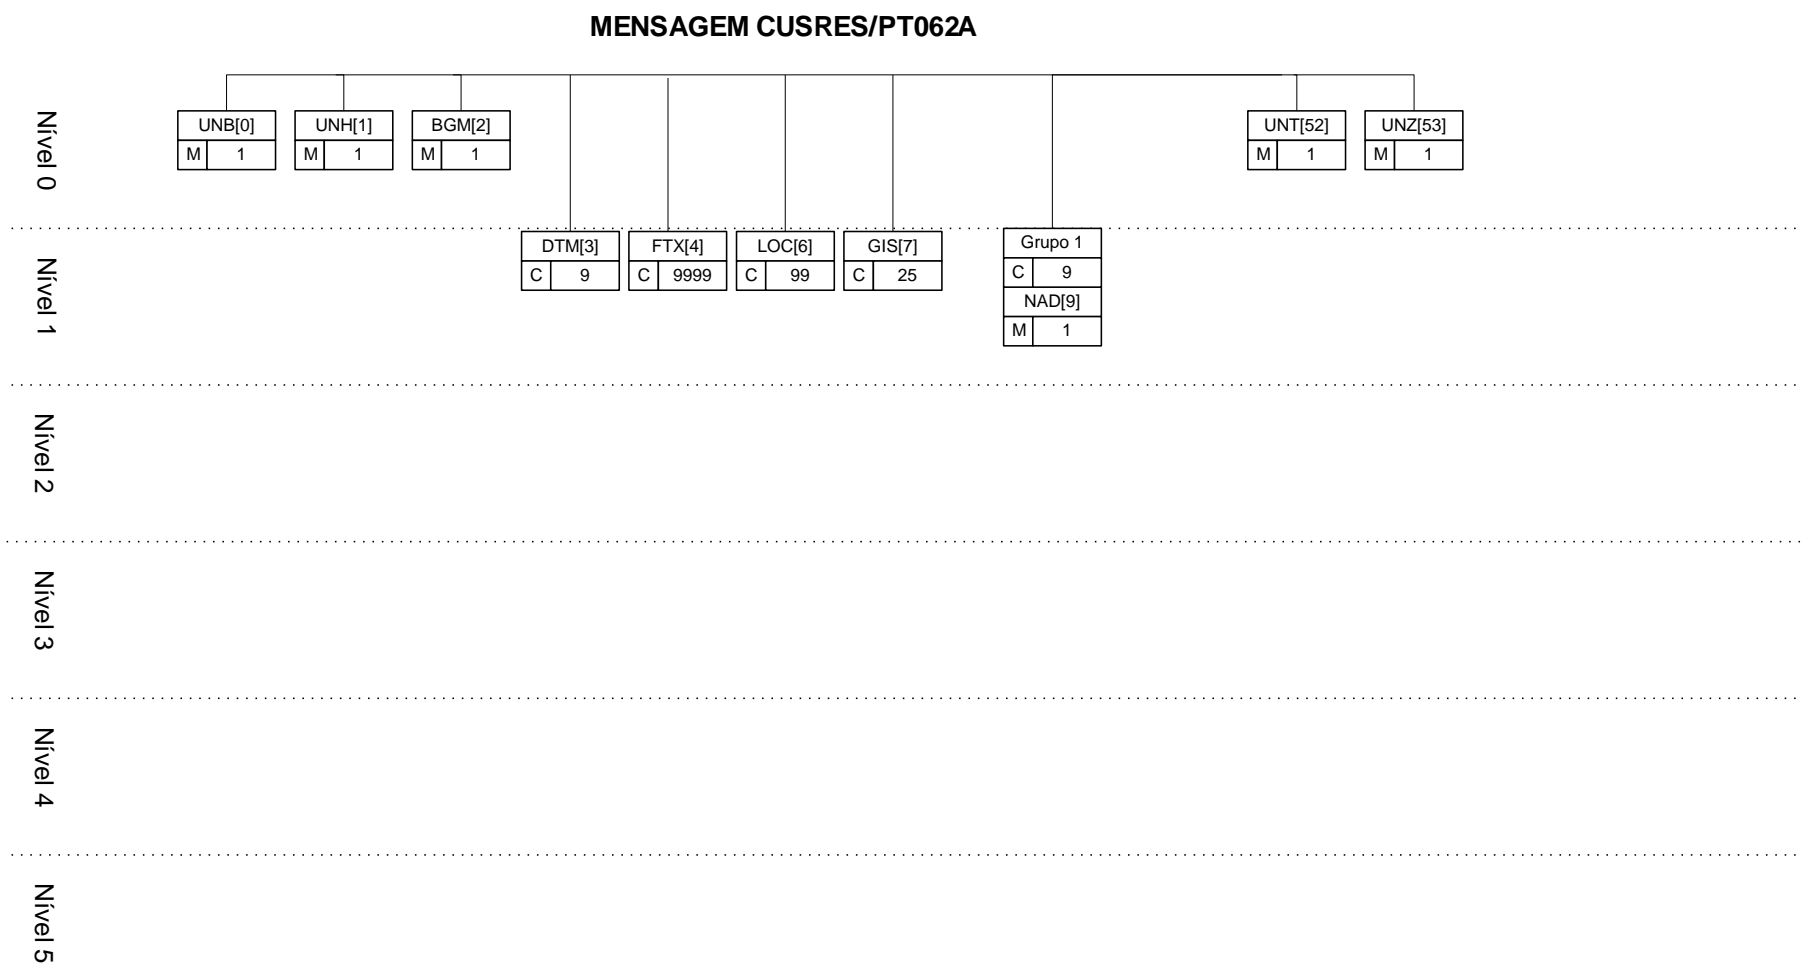 MENSAGEM CUSRES/PT062A
Nível 0
UNB[0] UNH[1] BGM[2] UNT[52] UNZ[53]
M 1 M 1 M 1 M 1 M 1
Nível 1
DTM[3] FTX[4] LOC[6] GIS[7] Grupo 1
C 9 C 9999 C 99 C 25 C 9
NAD[9]
M 1
Nível 2
Nível 3
Nível 4
Nível 5